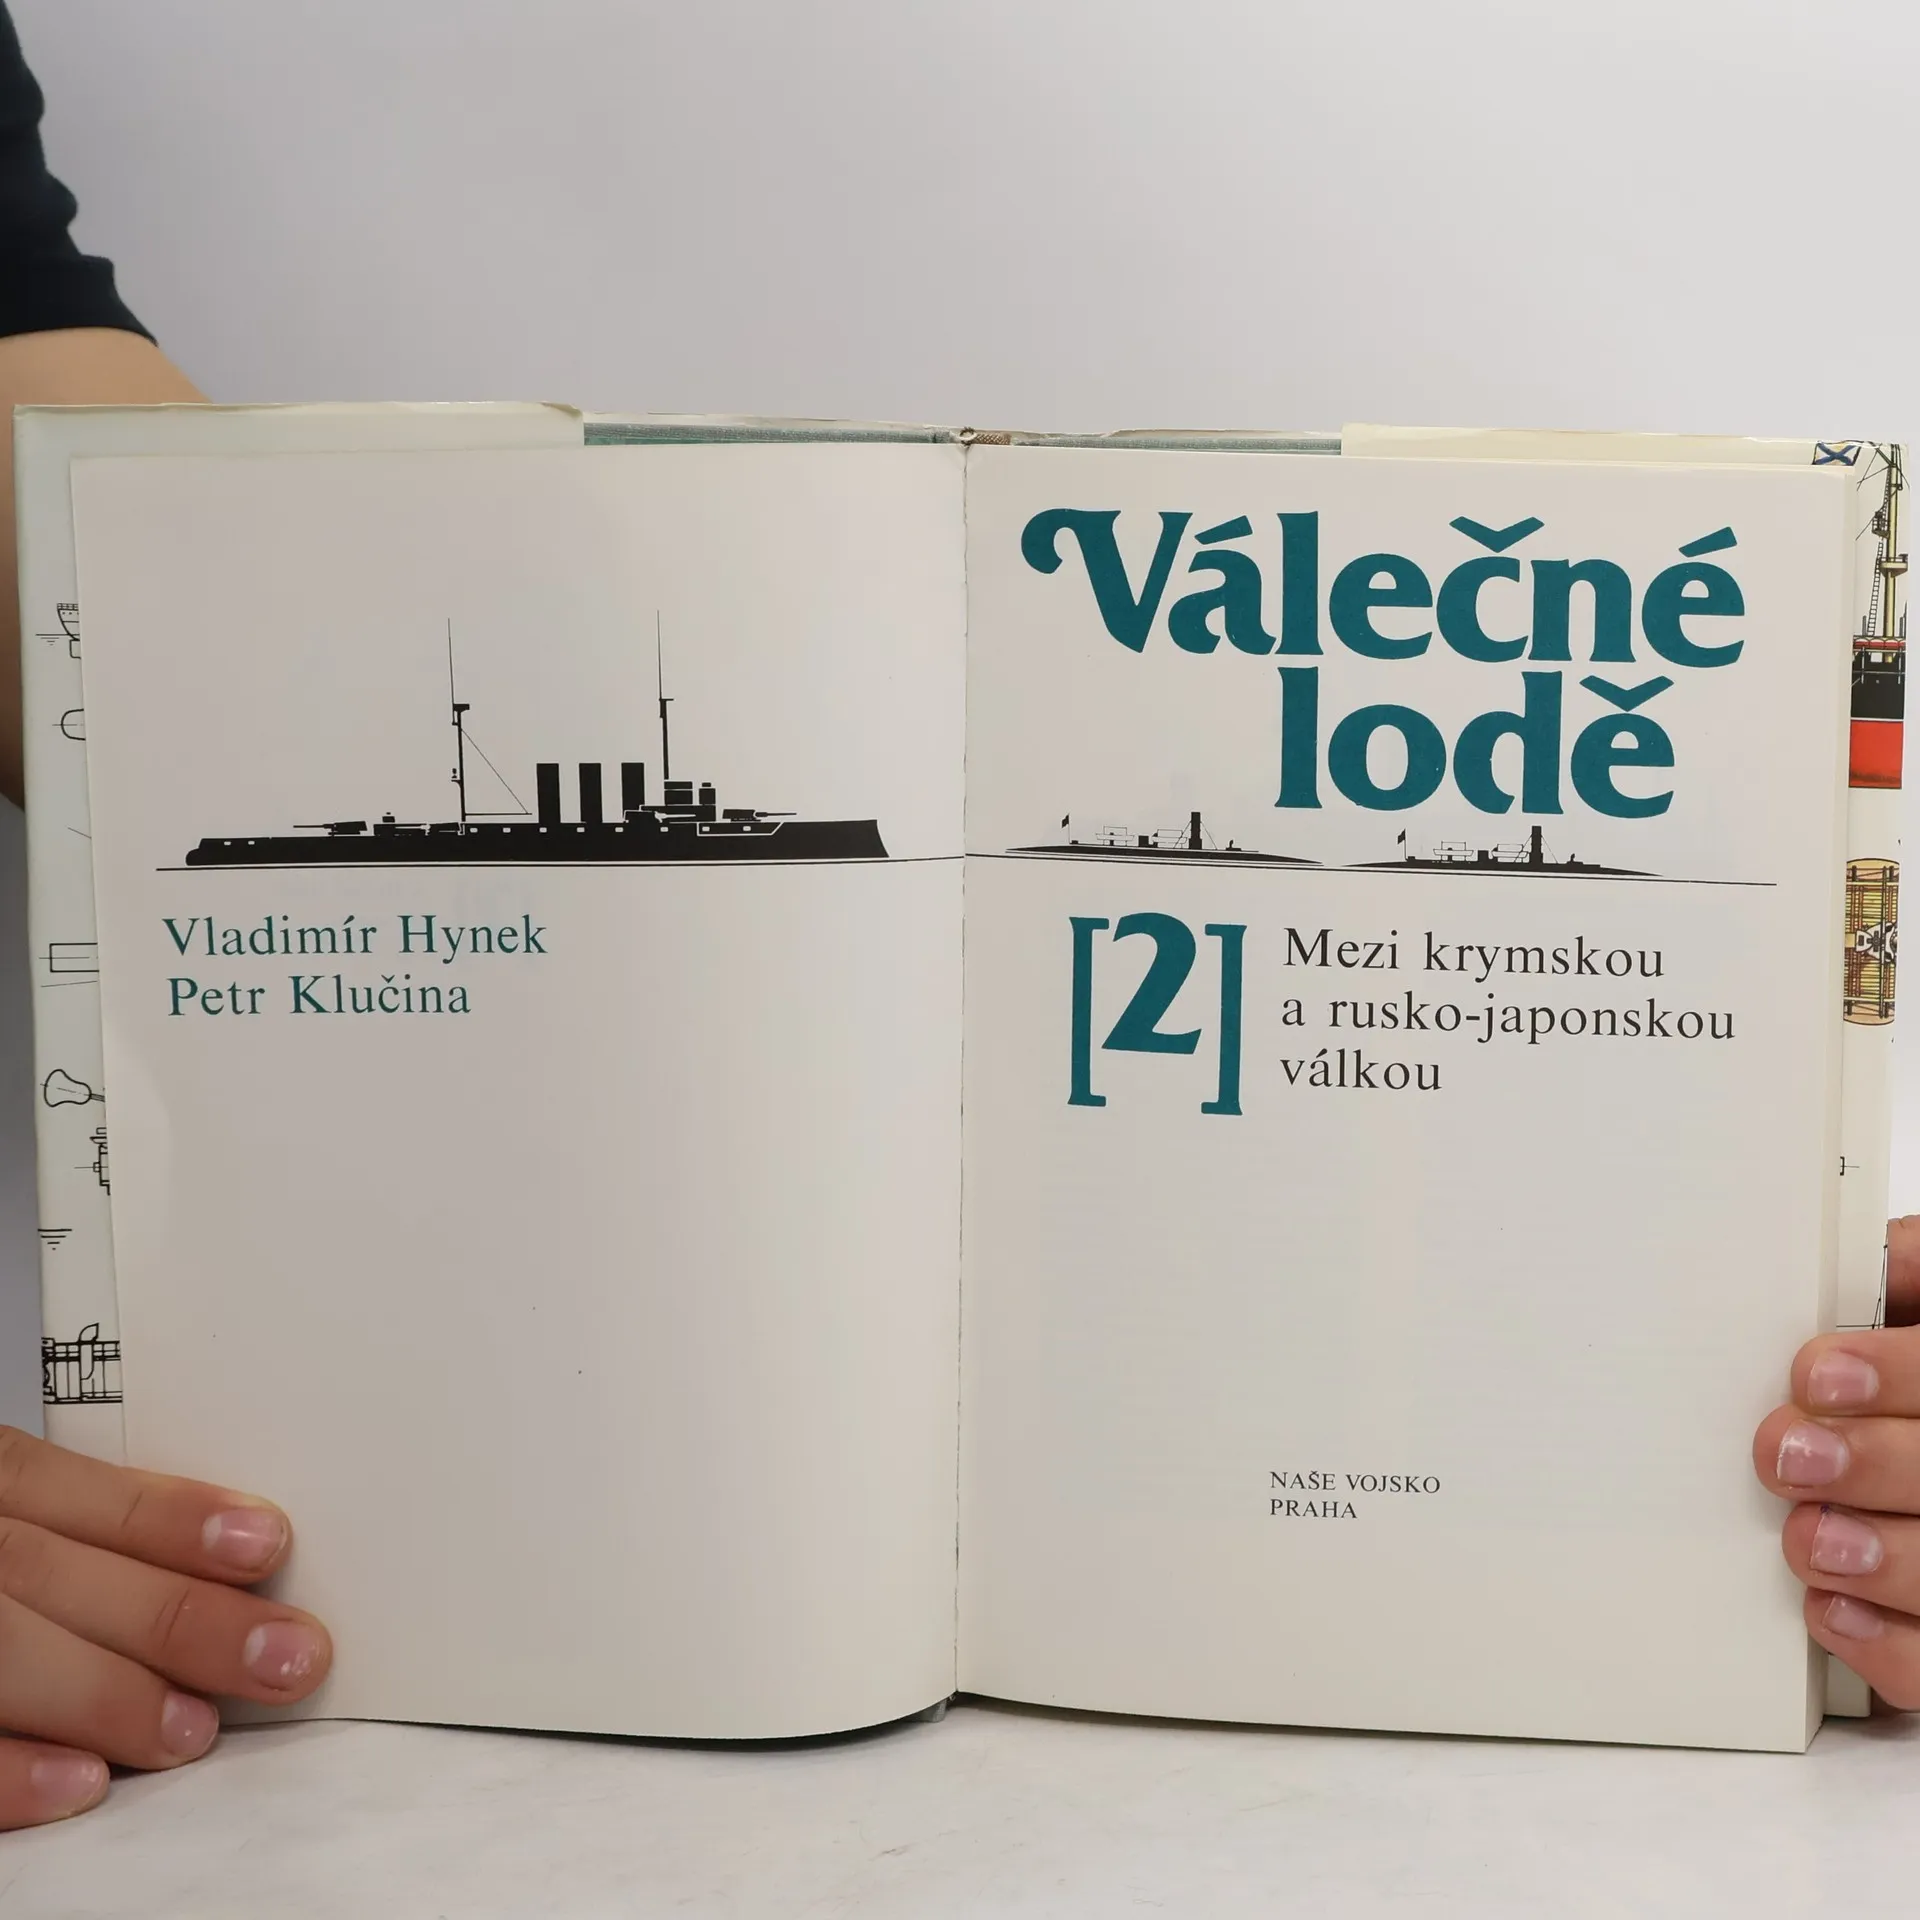 Vladimír Hynek
Petr Klučina
Válečné
lodě
[2]
Mezi krymskou
a rusko-japonskou
válkou
NAŠE VOJSKO
PRAHA